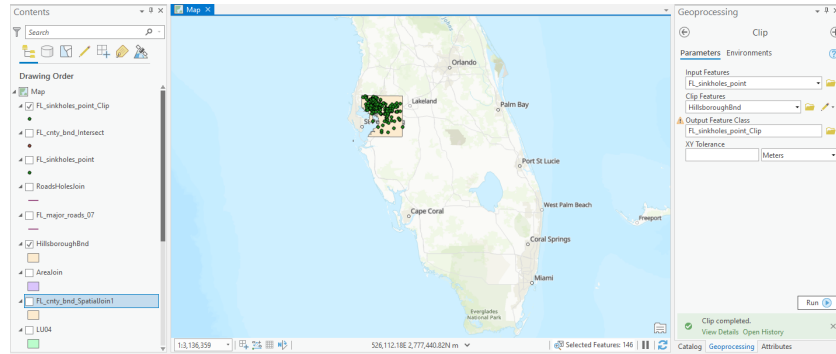 Contents
Search
Drawing Order
Map
FL_sinkholes_point_Clip
FL_cnty_bnd_Intersect
FL_sinkholes_point
RoadsHolesJoin
FL_major_roads_07
HillsboroughBnd
AreaJoin
FL_cnty_bnd_SpatialJoin1
LU04
Map
Orlando
Lakeland
Palm Bay
Port St Lucie
West Palm Beach
Cape Coral
Freeport
Coral Springs
Miami
Everglades
National Park
1:3,136,359
526,112.18E 2,777,440.82N m
Selected Features: 146
Geoprocessing
Clip
Parameters Environments
Input Features
FL_sinkholes_point
Clip Features
HillsboroughBnd
Output Feature Class
FL_sinkholes_point_Clip
XY Tolerance
Meters
Run
Clip completed.
View Details Open History
Catalog Geoprocessing Attributes